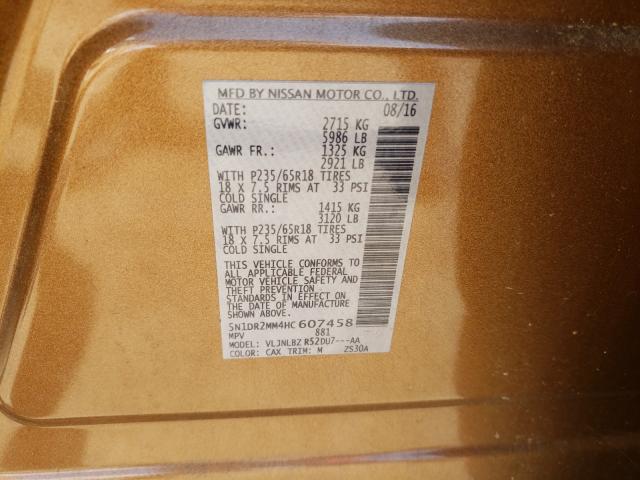 MFD BY NISSAN MOTOR CO., LTD.
DATE: 08/16
GVWR: 2715 KG
5986 LB
GAWR FR.: 1325 KG
2921 LB
WITH P235/65R18 TIRES
18 X 7.5 RIMS AT 33 PSI
COLD SINGLE
GAWR RR.: 1415 KG
3120 LB
WITH P235/65R18 TIRES
18 X 7.5 RIMS AT 33 PSI
COLD SINGLE
THIS VEHICLE CONFORMS TO
ALL APPLICABLE FEDERAL
MOTOR VEHICLE SAFETY AND
THEFT PREVENTION
STANDARDS IN EFFECT ON
THE DATE OF MANUFACTURE
SHOWN ABOVE.
5N1DR2MM4HC 607458
MPV 881
MODEL: VLJNLBZ R52DU7---AA
COLOR: CAX TRIM: M ZS30A